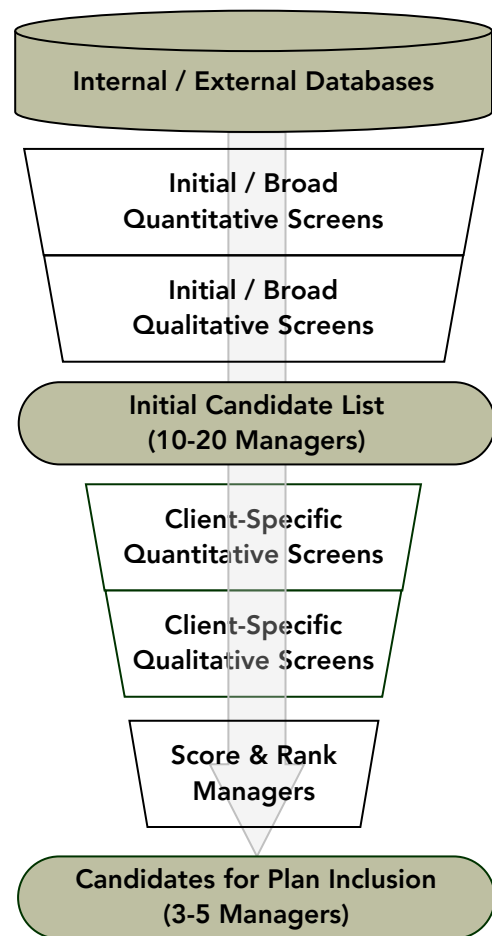 Internal / External Databases
Initial / Broad
Quantitative Screens
Initial / Broad
Qualitative Screens
Initial Candidate List
(10-20 Managers)
Client-Specific
Quantitative Screens
Client-Specific
Qualitative Screens
Score & Rank
Managers
Candidates for Plan Inclusion
(3-5 Managers)